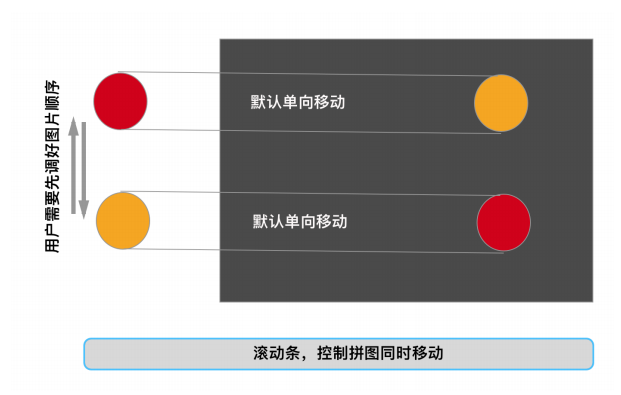 用户需要先调好图片顺序
默认单向移动
默认单向移动
滚动条，控制拼图同时移动